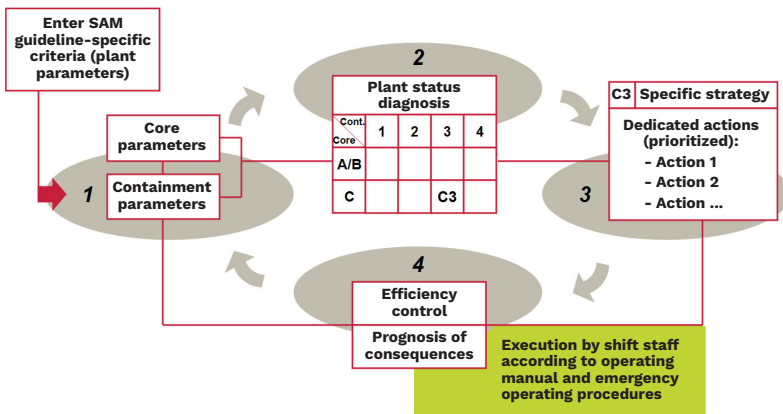 Enter SAM
guideline-specific
criteria (plant
parameters)
1
Core
parameters
Containment
parameters
2
Plant status
diagnosis
Cont.
Core
1 2 3 4
A/B
C C3
C3 Specific strategy
Dedicated actions
(prioritized):
- Action 1
- Action 2
- Action ...
3
4
Efficiency
control
Prognosis of
consequences
Execution by shift staff
according to operating
manual and emergency
operating procedures